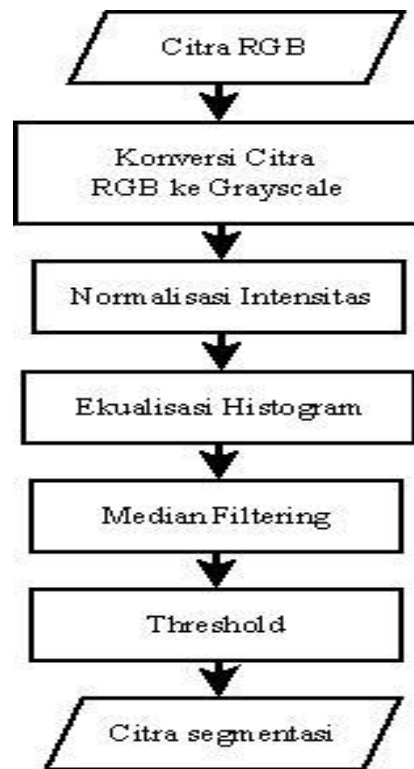 Citra RGB
Konversi Citra
RGB ke Grayscale
Normalisasi Intensitas
Ekualisasi Histogram
Median Filtering
Threshold
Citra segmentasi